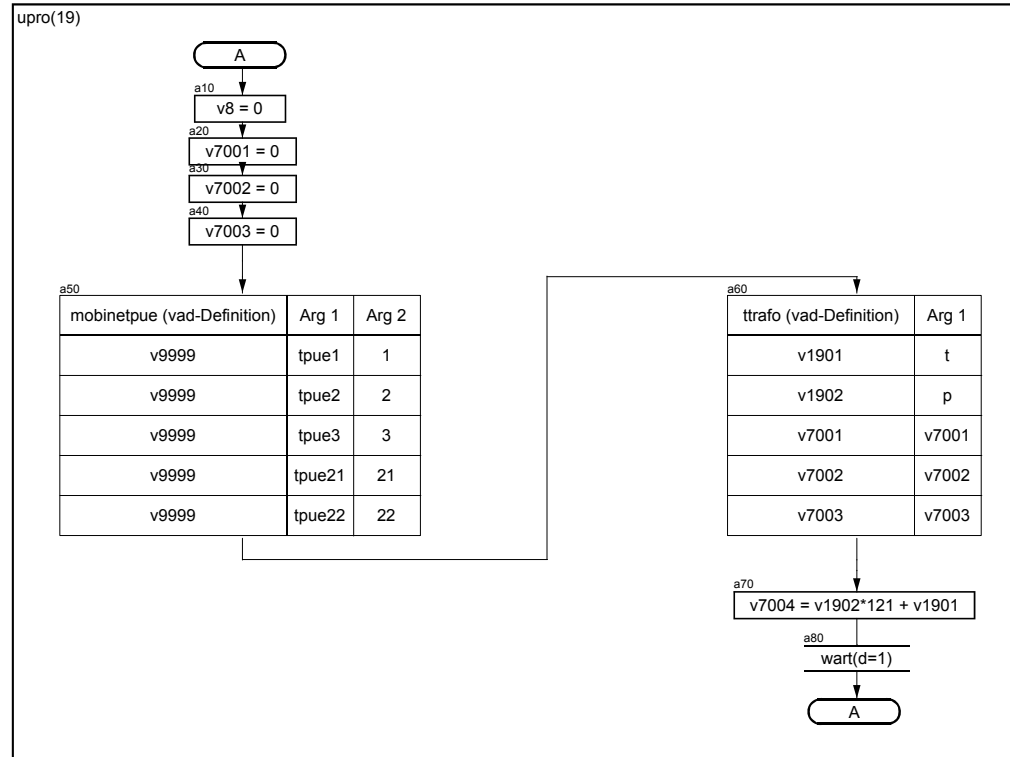 upro(19)
A
a10
v8 = 0
a20
v7001 = 0
a30
v7002 = 0
a40
v7003 = 0
a50
mobinetpue (vad-Definition) Arg 1 Arg 2
v9999 tpue1 1
v9999 tpue2 2
v9999 tpue3 3
v9999 tpue21 21
v9999 tpue22 22
a60
ttrafo (vad-Definition) Arg 1
v1901 t
v1902 p
v7001 v7001
v7002 v7002
v7003 v7003
a70
v7004 = v1902*121 + v1901
a80
wart(d=1)
A